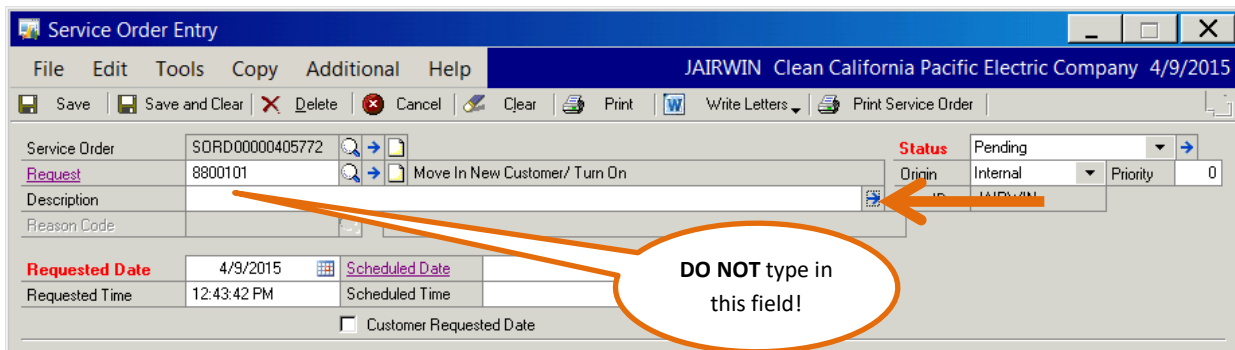 Service Order Entry
File Edit Tools Copy Additional Help JAIRWIN Clean California Pacific Electric Company 4/9/2015
Save Save and Clear Delete Cancel Clear Print Write Letters Print Service Order
Service Order SORD00000405772 Status Pending
Request 8800101 Move In New Customer/ Turn On Origin Internal Priority 0
Description
Reason Code
Requested Date 4/9/2015 Scheduled Date
Requested Time 12:43:42 PM Scheduled Time
Customer Requested Date
DO NOT type in
this field!